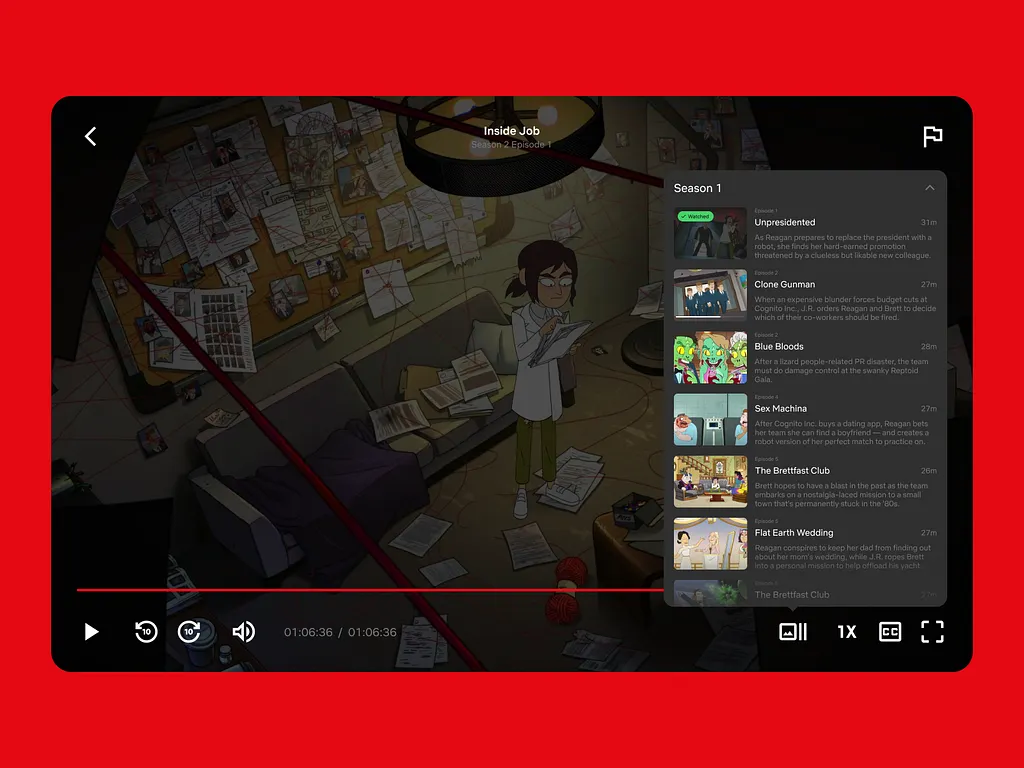 Inside Job
Season 2 Episode 1
Season 1
Watched
Episode 1
Unpresidented
31m
As Reagan prepares to replace the president with a
robot, she finds her hard-earned promotion
threatened by a clueless but likable new colleague.
Episode 2
Clone Gunman
27m
When an expensive blunder forces budget cuts at
Cognito Inc., J.R. orders Reagan and Brett to decide
which of their co-workers should be fired.
Blue Bloods
28m
After a lizard people-related PR disaster, the team
must do damage control at the swanky Reptoid
Gala.
Episode 4
Sex Machina
27m
After Cognito Inc. buys a dating app, Reagan bets
her team she can find a boyfriend — and creates a
robot version of her perfect match to practice on.
Episode 5
The Brettfast Club
26m
Brett hopes to have a blast in the past as the team
embarks on a nostalgia-laced mission to a small
town that's permanently stuck in the '80s.
Flat Earth Wedding
27m
Reagan conspires to keep her dad from finding out
about her mom's wedding, while J.R. ropes Brett
into a personal mission to help offload his yacht.
The Brettfast Club
27m
10
10
01:06:36 / 01:06:36
1X
CC